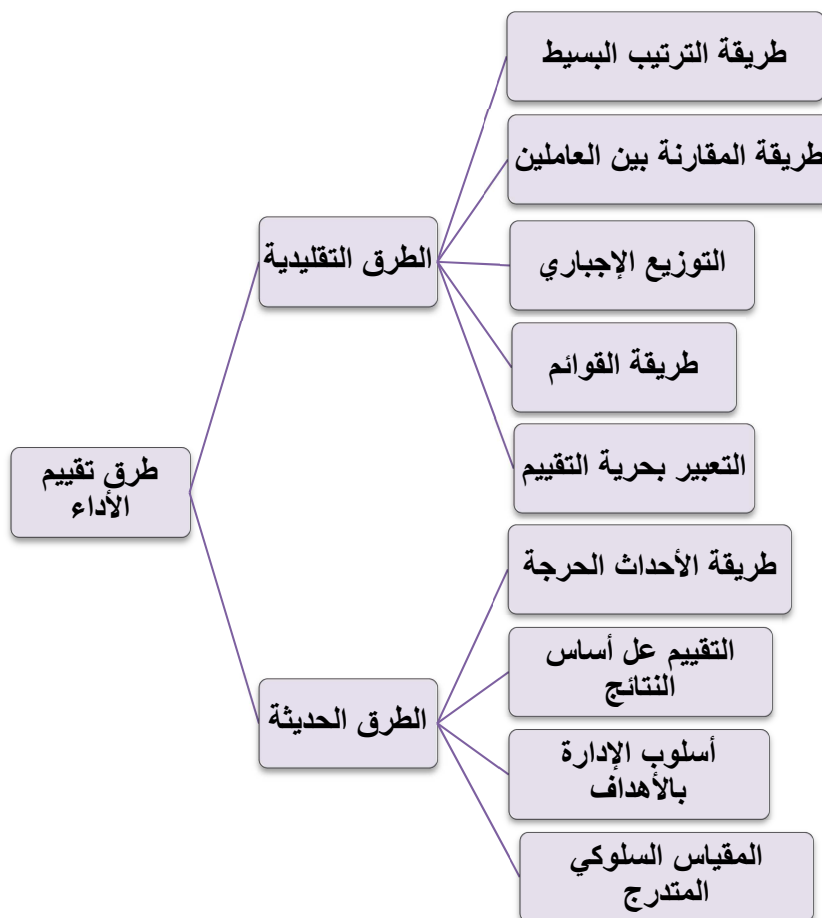 طريقة الترتيب البسيط
طريقة المقارنة بين العاملين
الطرق التقليدية
التوزيع الإجباري
طريقة القوائم
التعبير بحرية التقييم
طرق تقييم
الأداء
طريقة الأحداث الحرجة
التقييم عل أساس
النتائج
الطرق الحديثة
أسلوب الإدارة
بالأهداف
المقياس السلوكي
المتدرج